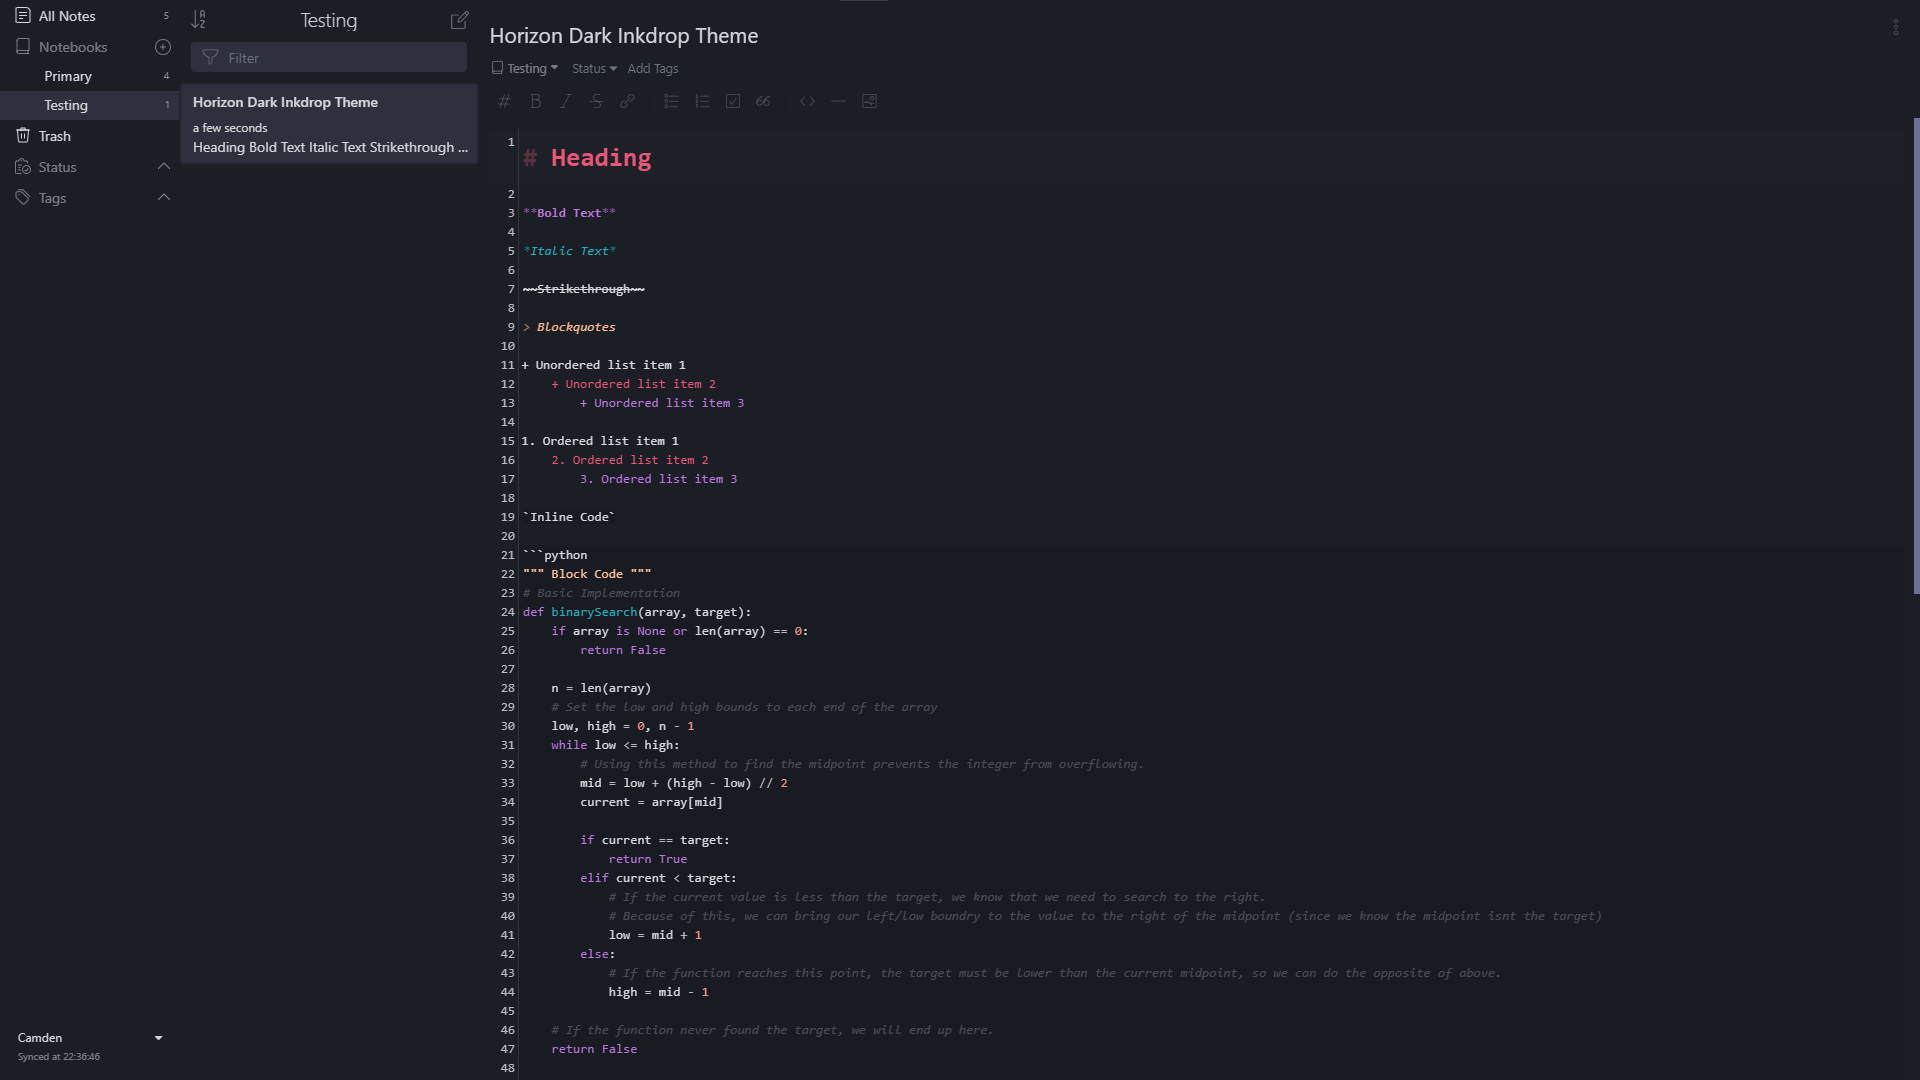 All Notes 5
Notebooks
Primary 4
Testing 1
Trash
Status
Tags
Camden
Synced at 22:36:46
Testing
Filter
Horizon Dark Inkdrop Theme
a few seconds
Heading Bold Text Italic Text Strikethrough ...
Horizon Dark Inkdrop Theme
Testing Status Add Tags
1 # Heading
2
3 **Bold Text**
4
5 *Italic Text*
6
7 ~~Strikethrough~~
8
9 > Blockquotes
10
11 + Unordered list item 1
12     + Unordered list item 2
13         + Unordered list item 3
14
15 1. Ordered list item 1
16     2. Ordered list item 2
17         3. Ordered list item 3
18
19 `Inline Code`
20
21 ```python
22 """ Block Code """
23 # Basic Implementation
24 def binarySearch(array, target):
25     if array is None or len(array) == 0:
26         return False
27
28     n = len(array)
29     # Set the low and high bounds to each end of the array
30     low, high = 0, n - 1
31     while low <= high:
32         # Using this method to find the midpoint prevents the integer from overflowing.
33         mid = low + (high - low) // 2
34         current = array[mid]
35
36         if current == target:
37             return True
38         elif current < target:
39             # If the current value is less than the target, we know that we need to search to the right.
40             # Because of this, we can bring our left/low boundry to the value to the right of the midpoint (since we know the midpoint isnt the target)
41             low = mid + 1
42         else:
43             # If the function reaches this point, the target must be lower than the current midpoint, so we can do the opposite of above.
44             high = mid - 1
45
46     # If the function never found the target, we will end up here.
47     return False
48